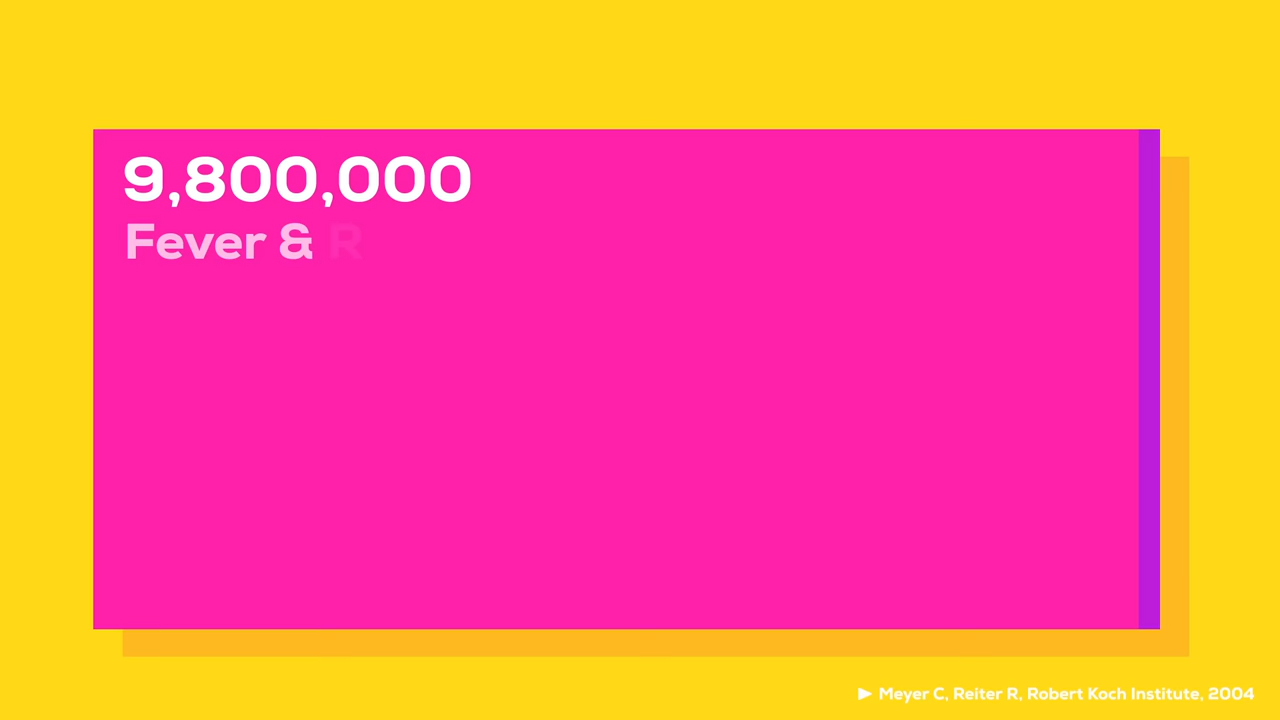 9,800,000
Fever & R
► Meyer C, Reiter R, Robert Koch Institute, 2004